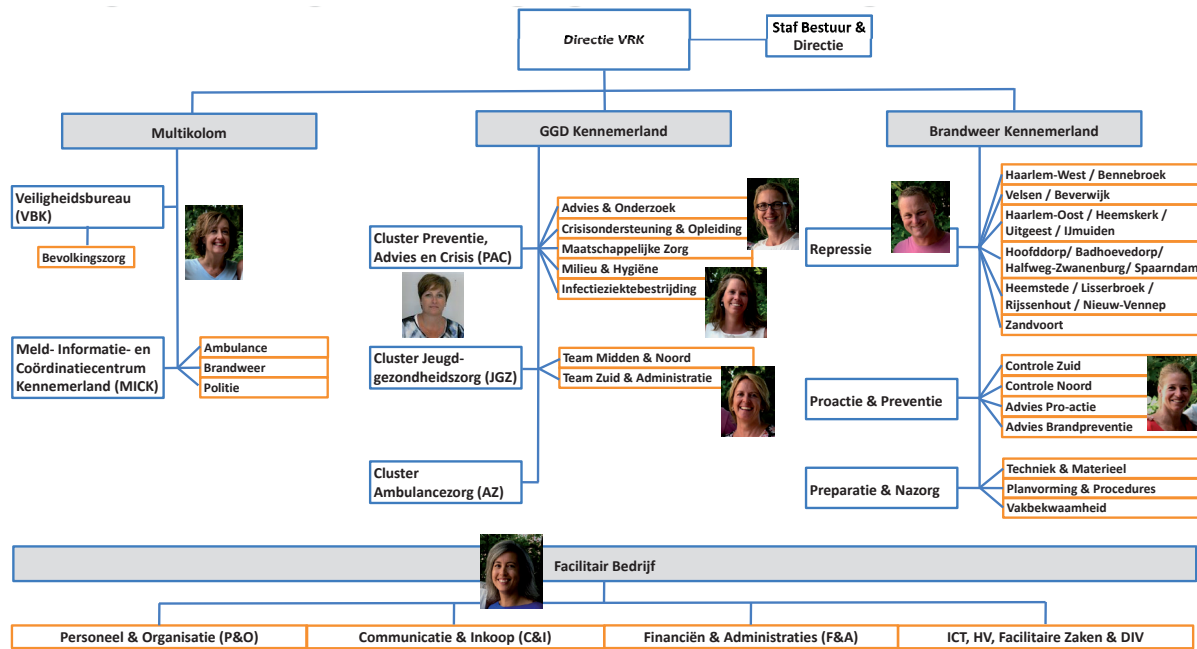 Directie VRK
Staf Bestuur &
Directie
Multikolom
GGD Kennemerland
Brandweer Kennemerland
Veiligheidsbureau
(VBK)
Bevolkingszorg
Meld- Informatie- en
Coördinatiecentrum
Kennemerland (MICK)
Ambulance
Brandweer
Politie
Cluster Preventie,
Advies en Crisis (PAC)
Advies & Onderzoek
Crisisondersteuning & Opleiding
Maatschappelijke Zorg
Milieu & Hygiëne
Infectieziektebestrijding
Cluster Jeugd-
gezondheidszorg (JGZ)
Team Midden & Noord
Team Zuid & Administratie
Cluster
Ambulancezorg (AZ)
Repressie
Haarlem-West / Bennebroek
Velsen / Beverwijk
Haarlem-Oost / Heemskerk /
Uitgeest / IJmuiden
Hoofddorp/ Badhoevedorp/
Halfweg-Zwanenburg/ Spaarndam
Heemstede / Lisserbroek /
Rijssenhout / Nieuw-Vennep
Zandvoort
Proactie & Preventie
Controle Zuid
Controle Noord
Advies Pro-actie
Advies Brandpreventie
Preparatie & Nazorg
Techniek & Materieel
Planvorming & Procedures
Vakbekwaamheid
Facilitair Bedrijf
Personeel & Organisatie (P&O)
Communicatie & Inkoop (C&I)
Financiën & Administraties (F&A)
ICT, HV, Facilitaire Zaken & DIV